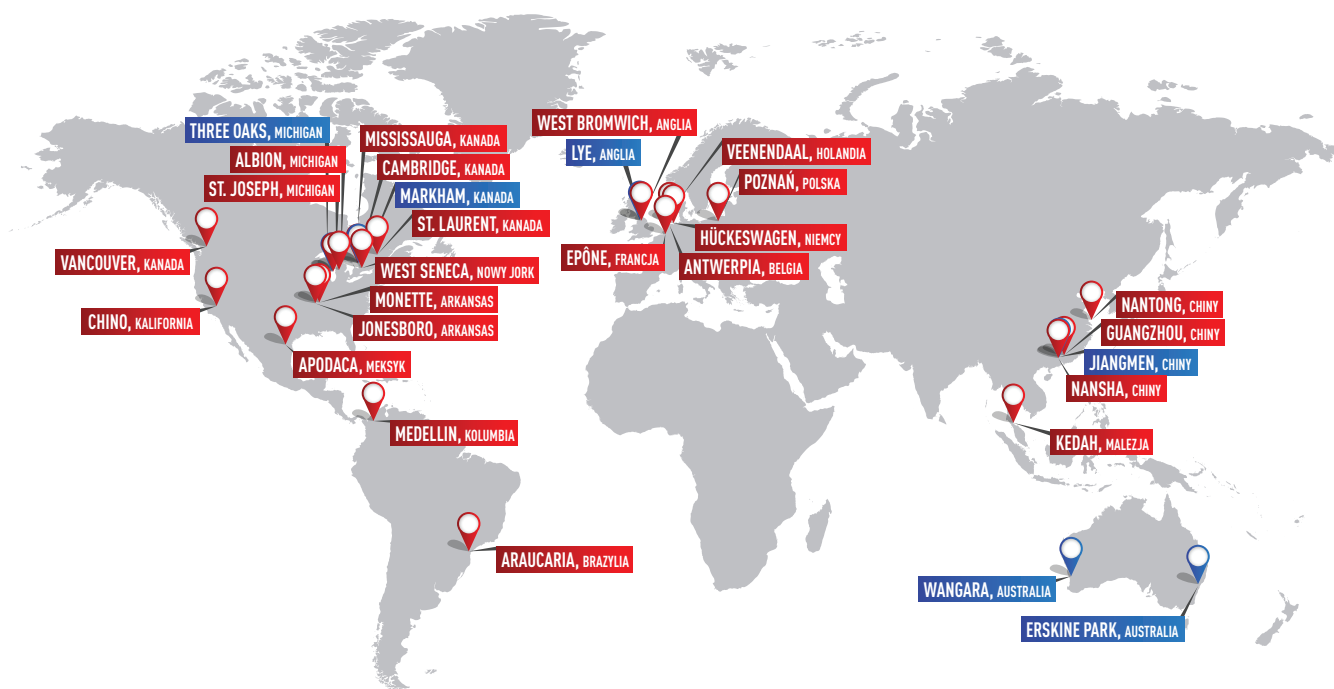 THREE OAKS, MICHIGAN
ALBION, MICHIGAN
ST. JOSEPH, MICHIGAN
MISSISSAUGA, KANADA
CAMBRIDGE, KANADA
MARKHAM, KANADA
ST. LAURENT, KANADA
VANCOUVER, KANADA
WEST SENECA, NOWY JORK
MONETTE, ARKANSAS
CHINO, KALIFORNIA
JONESBORO, ARKANSAS
APODACA, MEKSYK
MEDELLIN, KOLUMBIA
ARAUCARIA, BRAZYLIA
WEST BROMWICH, ANGLIA
LYE, ANGLIA
VEENENDAAL, HOLANDIA
POZNAŃ, POLSKA
HÜCKESWAGEN, NIEMCY
EPÔNE, FRANCJA
ANTWERPIA, BELGIA
NANTONG, CHINY
GUANGZHOU, CHINY
JIANGMEN, CHINY
NANSHA, CHINY
KEDAH, MALEZJA
WANGARA, AUSTRALIA
ERSKINE PARK, AUSTRALIA